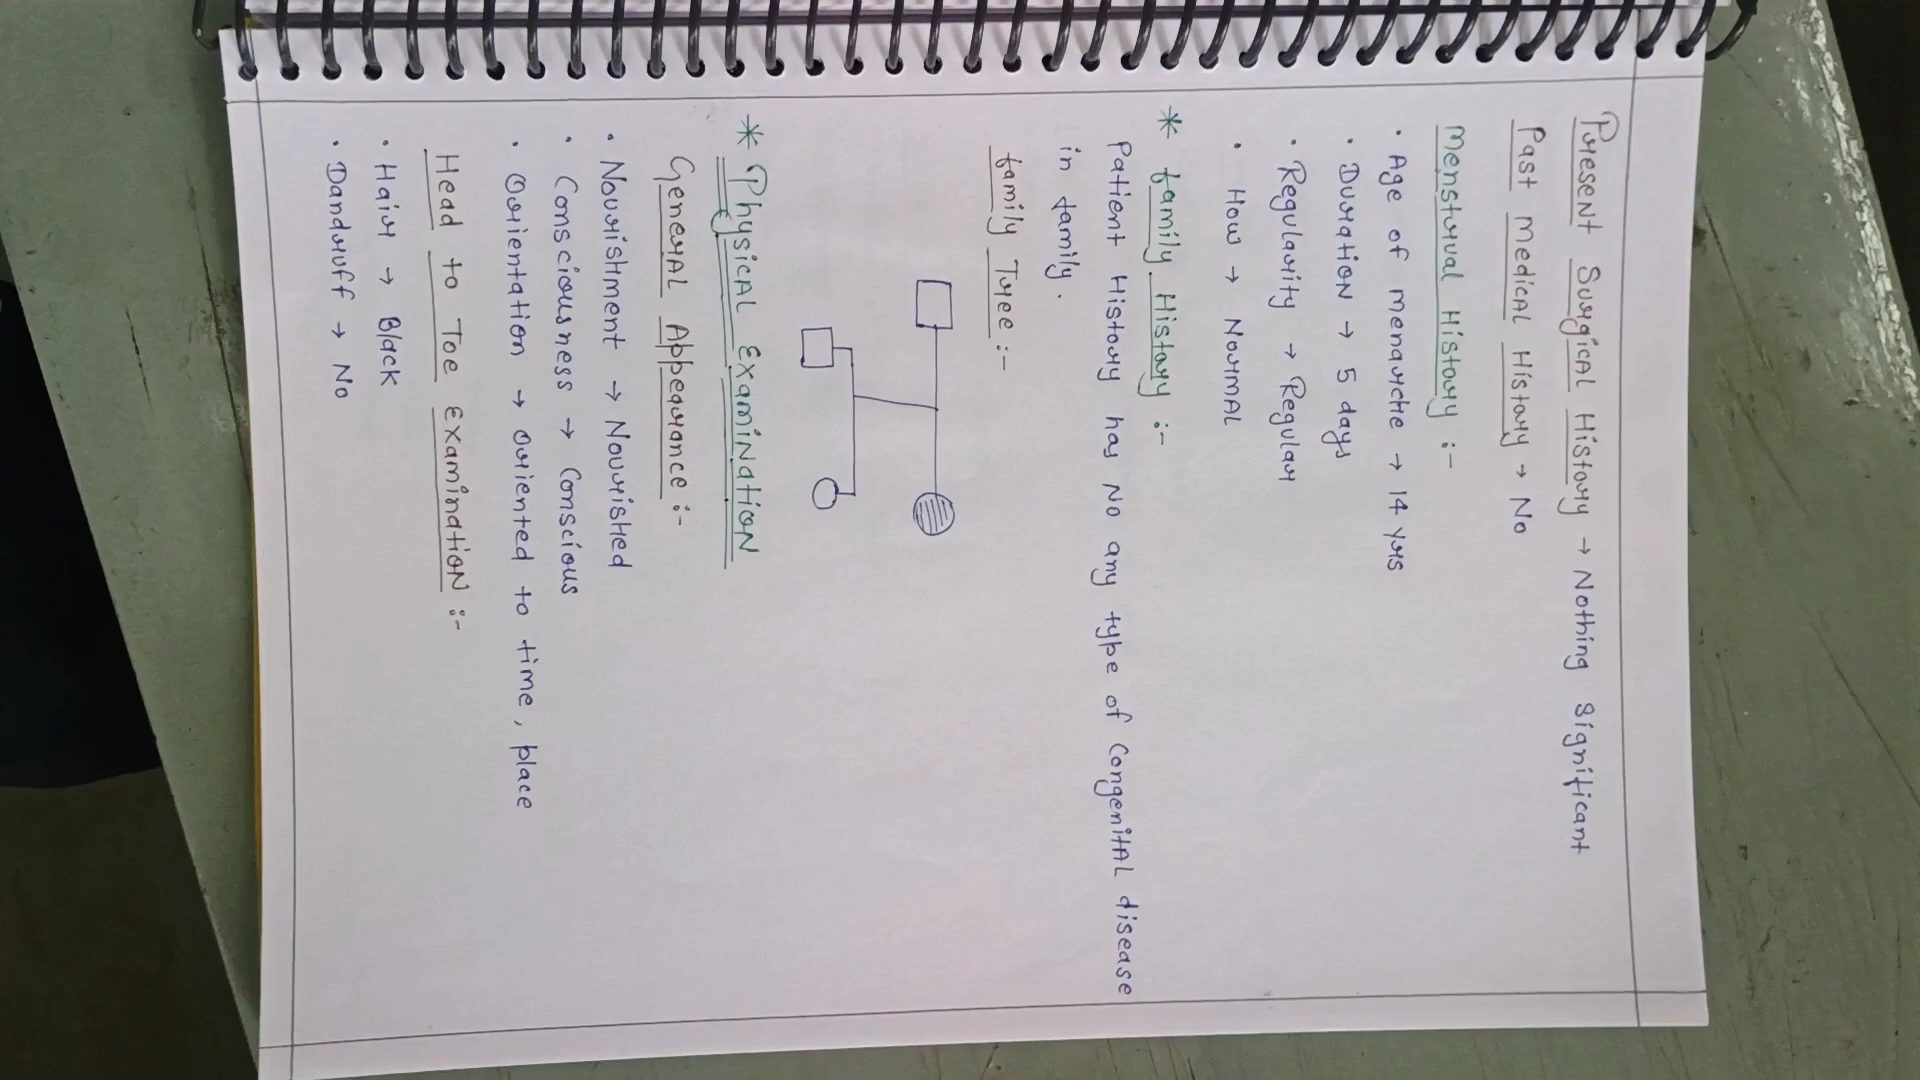 Present Surgical History → Nothing significant
Past medical History → No
Menstrual History :-
• Age of menarche → 14 yrs
• Duration → 5 days
• Regularity → Regular
• How → Normal
* family History :-
Patient History has No any type of Congenital disease
in family.
family Tree :-
* Physical Examination
General Appearance :-
• Nourishment → Nourished
• Consciousness → Conscious
• Orientation → oriented to time, place
Head to Toe Examination :-
• Hair → Black
• Dandruff → No